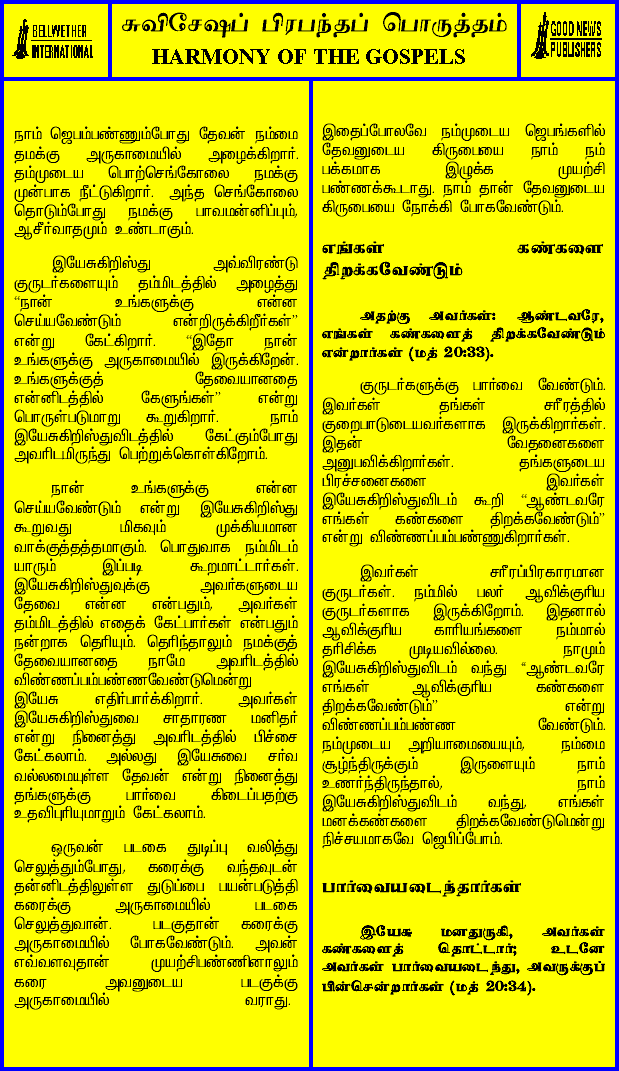 BELLWETHER
INTERNATIONAL
சுவிசேஷப் பிரபந்தப் பொருத்தம்
HARMONY OF THE GOSPELS
GOOD NEWS
PUBLISHERS
நாம் ஜெபம்பண்ணும்போது தேவன் நம்மை
தமக்கு அருகாமையில் அழைக்கிறார்.
தம்முடைய பொற்செங்கோலை நமக்கு
முன்பாக நீட்டுகிறார். அந்த செங்கோலை
தொடும்போது நமக்கு பாவமன்னிப்பும்,
ஆசீர்வாதமும் உண்டாகும்.
இயேசுகிறிஸ்து அவ்விரண்டு
குருடர்களையும் தம்மிடத்தில் அழைத்து
“நான் உங்களுக்கு என்ன
செய்யவேண்டும் என்றிருக்கிறீர்கள்”
என்று கேட்கிறார். “இதோ நான்
உங்களுக்கு அருகாமையில் இருக்கிறேன்.
உங்களுக்குத் தேவையானதை
என்னிடத்தில் கேளுங்கள்” என்று
பொருள்படுமாறு கூறுகிறார். நாம்
இயேசுகிறிஸ்துவிடத்தில் கேட்கும்போது
அவரிடமிருந்து பெற்றுக்கொள்கிறோம்.
நான் உங்களுக்கு என்ன
செய்யவேண்டும் என்று இயேசுகிறிஸ்து
கூறுவது மிகவும் முக்கியமான
வாக்குத்தத்தமாகும். பொதுவாக நம்மிடம்
யாரும் இப்படி கூறமாட்டார்கள்.
இயேசுகிறிஸ்துவுக்கு அவர்களுடைய
தேவை என்ன என்பதும், அவர்கள்
தம்மிடத்தில் எதைக் கேட்பார்கள் என்பதும்
நன்றாக தெரியும். தெரிந்தாலும் நமக்குத்
தேவையானதை நாமே அவரிடத்தில்
விண்ணப்பம்பண்ணவேண்டுமென்று
இயேசு எதிர்பார்க்கிறார். அவர்கள்
இயேசுகிறிஸ்துவை சாதாரண மனிதர்
என்று நினைத்து அவரிடத்தில் பிச்சை
கேட்கலாம். அல்லது இயேசுவை சர்வ
வல்லமையுள்ள தேவன் என்று நினைத்து
தங்களுக்கு பார்வை கிடைப்பதற்கு
உதவிபுரியுமாறும் கேட்கலாம்.
ஒருவன் படகை துடிப்பு வலித்து
செலுத்தும்போது, கரைக்கு வந்தவுடன்
தன்னிடத்திலுள்ள துடுப்பை பயன்படுத்தி
கரைக்கு அருகாமையில் படகை
செலுத்துவான். படகுதான் கரைக்கு
அருகாமையில் போகவேண்டும். அவன்
எவ்வளவுதான் முயற்சிபண்ணினாலும்
கரை அவனுடைய படகுக்கு
அருகாமையில் வராது.
இதைப்போலவே நம்முடைய ஜெபங்களில்
தேவனுடைய கிருபையை நாம் நம்
பக்கமாக இழுக்க முயற்சி
பண்ணக்கூடாது. நாம் தான் தேவனுடைய
கிருபையை நோக்கி போகவேண்டும்.
எங்கள் கண்களை
திறக்கவேண்டும்
அதற்கு அவர்கள்: ஆண்டவரே,
எங்கள் கண்களைத் திறக்கவேண்டும்
என்றார்கள் (மத் 20:33).
குருடர்களுக்கு பார்வை வேண்டும்.
இவர்கள் தங்கள் சரீரத்தில்
குறைபாடுடையவர்களாக இருக்கிறார்கள்.
இதன் வேதனைகளை
அனுபவிக்கிறார்கள். தங்களுடைய
பிரச்சனைகளை இவர்கள்
இயேசுகிறிஸ்துவிடம் கூறி “ஆண்டவரே
எங்கள் கண்களை திறக்கவேண்டும்”
என்று விண்ணப்பம்பண்ணுகிறார்கள்.
இவர்கள் சரீரப்பிரகாரமான
குருடர்கள். நம்மில் பலர் ஆவிக்குரிய
குருடர்களாக இருக்கிறோம். இதனால்
ஆவிக்குரிய காரியங்களை நம்மால்
தரிசிக்க முடியவில்லை. நாமும்
இயேசுகிறிஸ்துவிடம் வந்து “ஆண்டவரே
எங்கள் ஆவிக்குரிய கண்களை
திறக்கவேண்டும்” என்று
விண்ணப்பம்பண்ண வேண்டும்.
நம்முடைய அறியாமையையும், நம்மை
சூழ்ந்திருக்கும் இருளையும் நாம்
உணர்ந்திருந்தால், நாம்
இயேசுகிறிஸ்துவிடம் வந்து, எங்கள்
மனக்கண்களை திறக்கவேண்டுமென்று
நிச்சயமாகவே ஜெபிப்போம்.
பார்வையடைந்தார்கள்
இயேசு மனதுருகி, அவர்கள்
கண்களைத் தொட்டார்; உடனே
அவர்கள் பார்வையடைந்து, அவருக்குப்
பின்சென்றார்கள் (மத் 20:34).